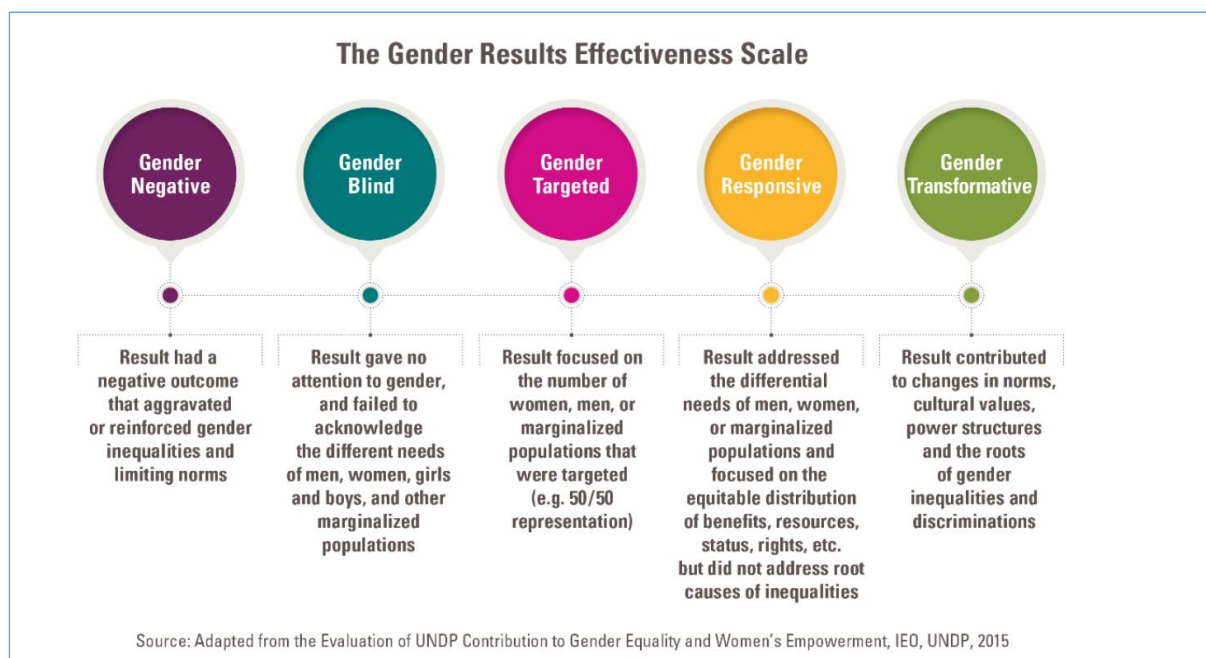 The Gender Results Effectiveness Scale
Gender
Negative
Gender
Blind
Gender
Targeted
Gender
Responsive
Gender
Transformative
Result had a
negative outcome
that aggravated
or reinforced gender
inequalities and
limiting norms
Result gave no
attention to gender,
and failed to
acknowledge
the different needs
of men, women, girls
and boys, and other
marginalized
populations
Result focused on
the number of
women, men, or
marginalized
populations that
were targeted
(e.g. 50/50
representation)
Result addressed
the differential
needs of men, women,
or marginalized
populations and
focused on the
equitable distribution
of benefits, resources,
status, rights, etc.
but did not address root
causes of inequalities
Result contributed
to changes in norms,
cultural values,
power structures
and the roots
of gender
inequalities and
discriminations
Source: Adapted from the Evaluation of UNDP Contribution to Gender Equality and Women's Empowerment, IEO, UNDP, 2015